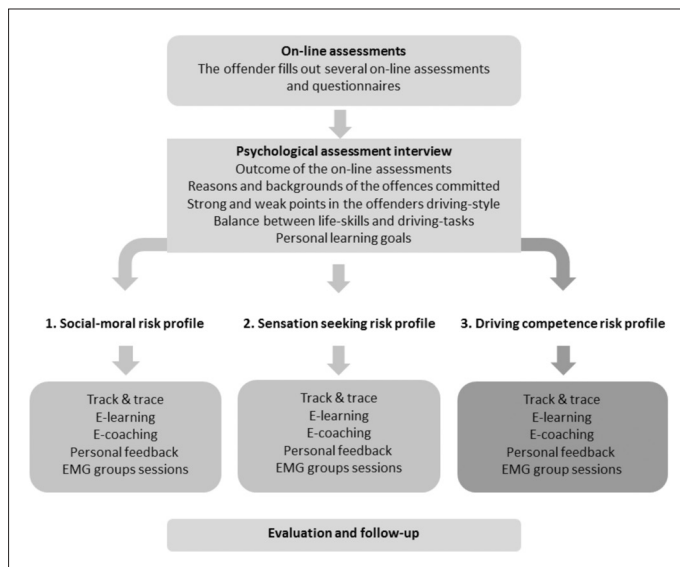 On-line assessments
The offender fills out several on-line assessments
and questionnaires
Psychological assessment interview
Outcome of the on-line assessments
Reasons and backgrounds of the offences committed
Strong and weak points in the offenders driving-style
Balance between life-skills and driving-tasks
Personal learning goals
1. Social-moral risk profile
2. Sensation seeking risk profile
3. Driving competence risk profile
Track & trace
E-learning
E-coaching
Personal feedback
EMG groups sessions
Track & trace
E-learning
E-coaching
Personal feedback
EMG groups sessions
Track & trace
E-learning
E-coaching
Personal feedback
EMG group sessions
Evaluation and follow-up